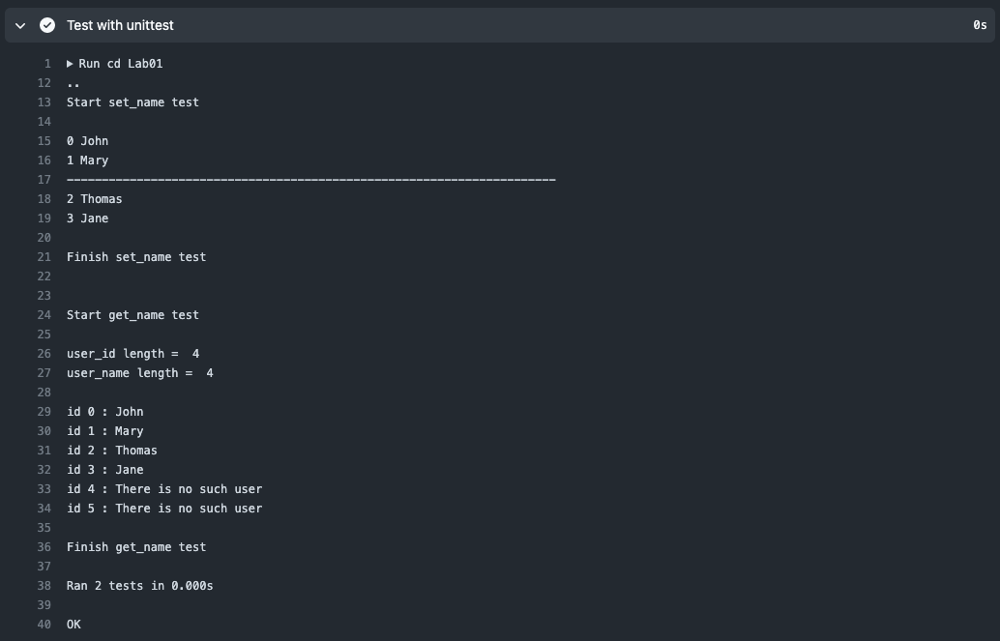 Test with unittest 0s
1 ▶ Run cd Lab01
12 ..
13 Start set_name test
14
15 0 John
16 1 Mary
17 ----------------------------------------------------------------------
18 2 Thomas
19 3 Jane
20
21 Finish set_name test
22
23
24 Start get_name test
25
26 user_id length =  4
27 user_name length =  4
28
29 id 0 : John
30 id 1 : Mary
31 id 2 : Thomas
32 id 3 : Jane
33 id 4 : There is no such user
34 id 5 : There is no such user
35
36 Finish get_name test
37
38 Ran 2 tests in 0.000s
39
40 OK